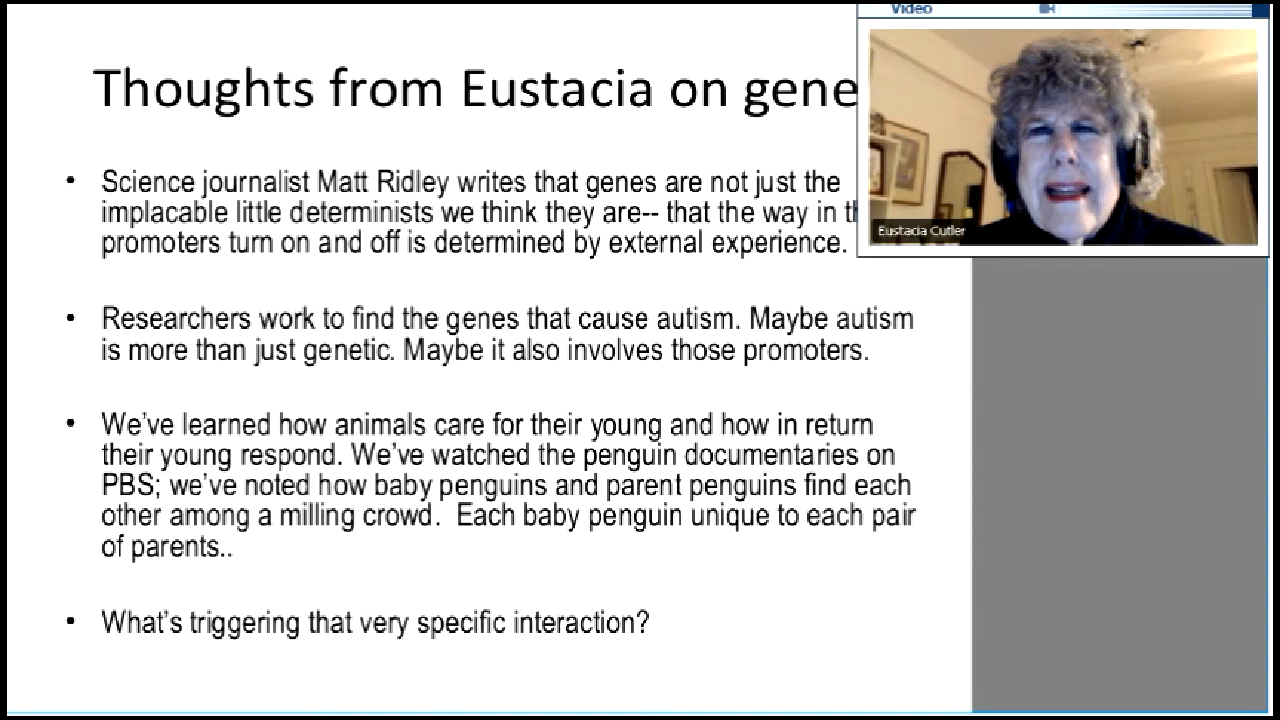 Video
Thoughts from Eustacia on gene
Eustacia Cutler
• Science journalist Matt Ridley writes that genes are not just the
implacable little determinists we think they are-- that the way in
promoters turn on and off is determined by external experience.
• Researchers work to find the genes that cause autism. Maybe autism
is more than just genetic. Maybe it also involves those promoters.
• We’ve learned how animals care for their young and how in return
their young respond. We’ve watched the penguin documentaries on
PBS; we’ve noted how baby penguins and parent penguins find each
other among a milling crowd.  Each baby penguin unique to each pair
of parents..
• What’s triggering that very specific interaction?